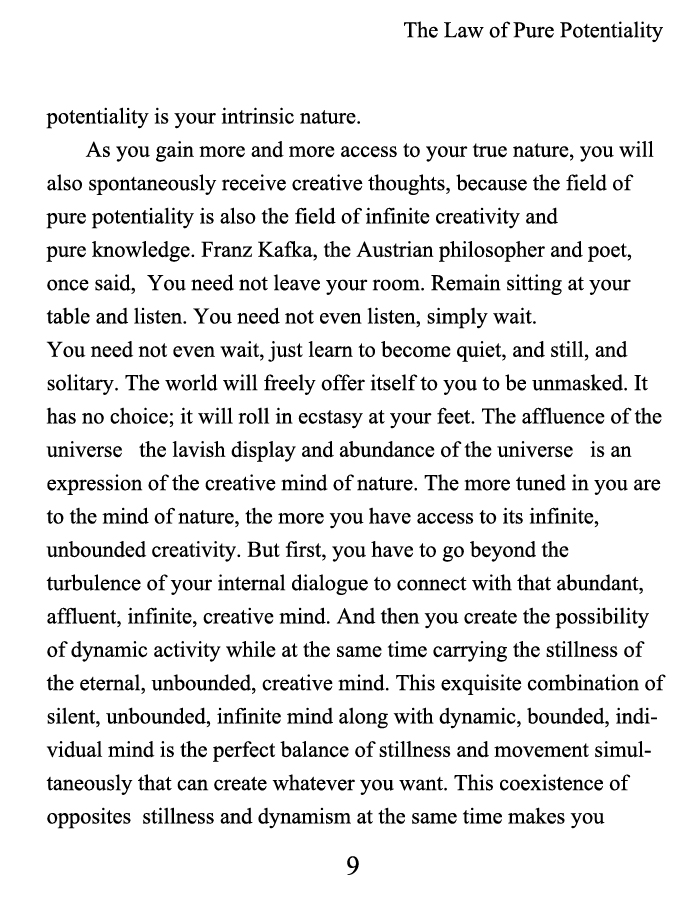 The Law of Pure Potentiality
potentiality is your intrinsic nature.
As you gain more and more access to your true nature, you will
also spontaneously receive creative thoughts, because the field of
pure potentiality is also the field of infinite creativity and
pure knowledge. Franz Kafka, the Austrian philosopher and poet,
once said,  You need not leave your room. Remain sitting at your
table and listen. You need not even listen, simply wait.
You need not even wait, just learn to become quiet, and still, and
solitary. The world will freely offer itself to you to be unmasked. It
has no choice; it will roll in ecstasy at your feet. The affluence of the
universe   the lavish display and abundance of the universe   is an
expression of the creative mind of nature. The more tuned in you are
to the mind of nature, the more you have access to its infinite,
unbounded creativity. But first, you have to go beyond the
turbulence of your internal dialogue to connect with that abundant,
affluent, infinite, creative mind. And then you create the possibility
of dynamic activity while at the same time carrying the stillness of
the eternal, unbounded, creative mind. This exquisite combination of
silent, unbounded, infinite mind along with dynamic, bounded, indi-
vidual mind is the perfect balance of stillness and movement simul-
taneously that can create whatever you want. This coexistence of
opposites  stillness and dynamism at the same time makes you
9